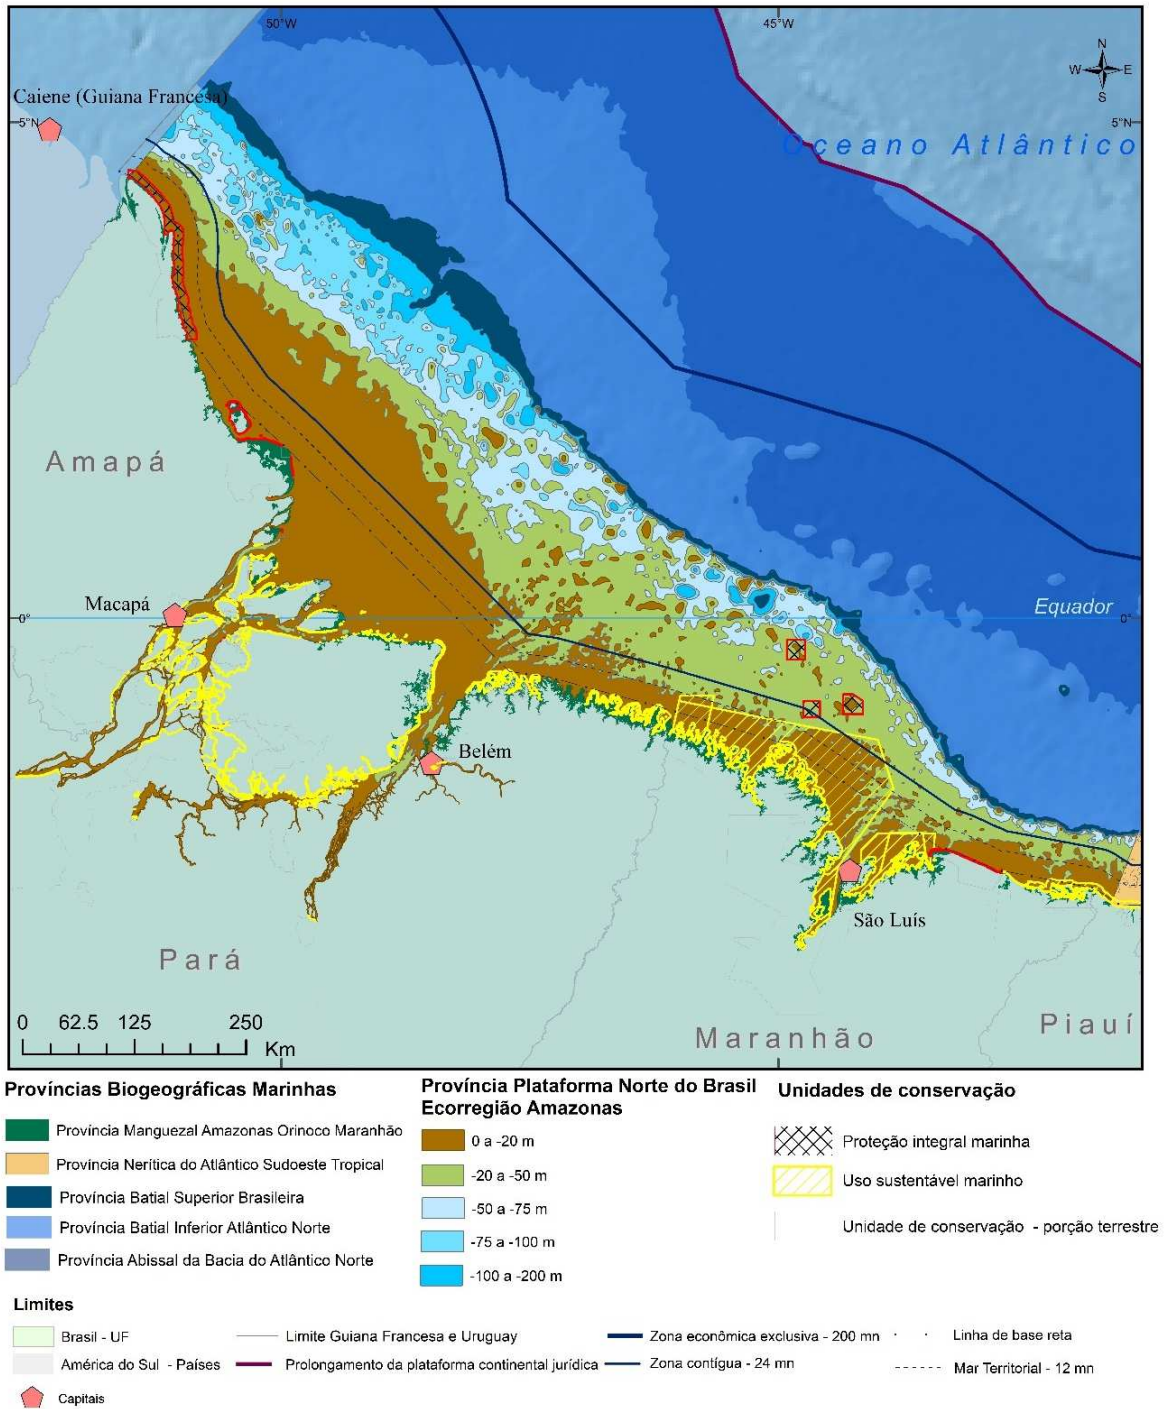 50°W
45°W
N
W E
S
Caiene (Guiana Francesa)
5°N
5°N
Oceano Atlântico
Amapá
Macapá
Equador
0°
0°
Belém
São Luís
Pará
Maranhão
Piauí
0 62.5 125 250
Km
Províncias Biogeográficas Marinhas
Província Manguezal Amazonas Orinoco Maranhão
Província Nerítica do Atlântico Sudoeste Tropical
Província Batial Superior Brasileira
Província Batial Inferior Atlântico Norte
Província Abissal da Bacia do Atlântico Norte
Província Plataforma Norte do Brasil
Ecorregião Amazonas
0 a -20 m
-20 a -50 m
-50 a -75 m
-75 a -100 m
-100 a -200 m
Unidades de conservação
Proteção integral marinha
Uso sustentável marinho
Unidade de conservação - porção terrestre
Limites
Brasil - UF
América do Sul - Países
Capitais
Limite Guiana Francesa e Uruguay
Prolongamento da plataforma continental jurídica
Zona econômica exclusiva - 200 mn
Zona contígua - 24 mn
Linha de base reta
Mar Territorial - 12 mn